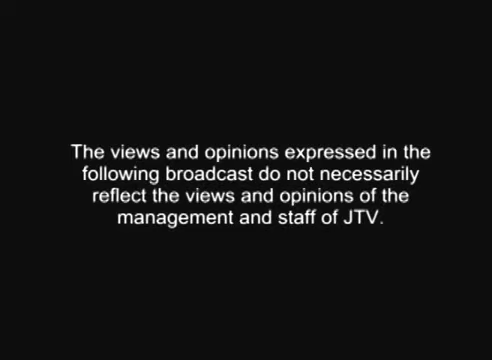 The views and opinions expressed in the
following broadcast do not necessarily
reflect the views and opinions of the
management and staff of JTV.